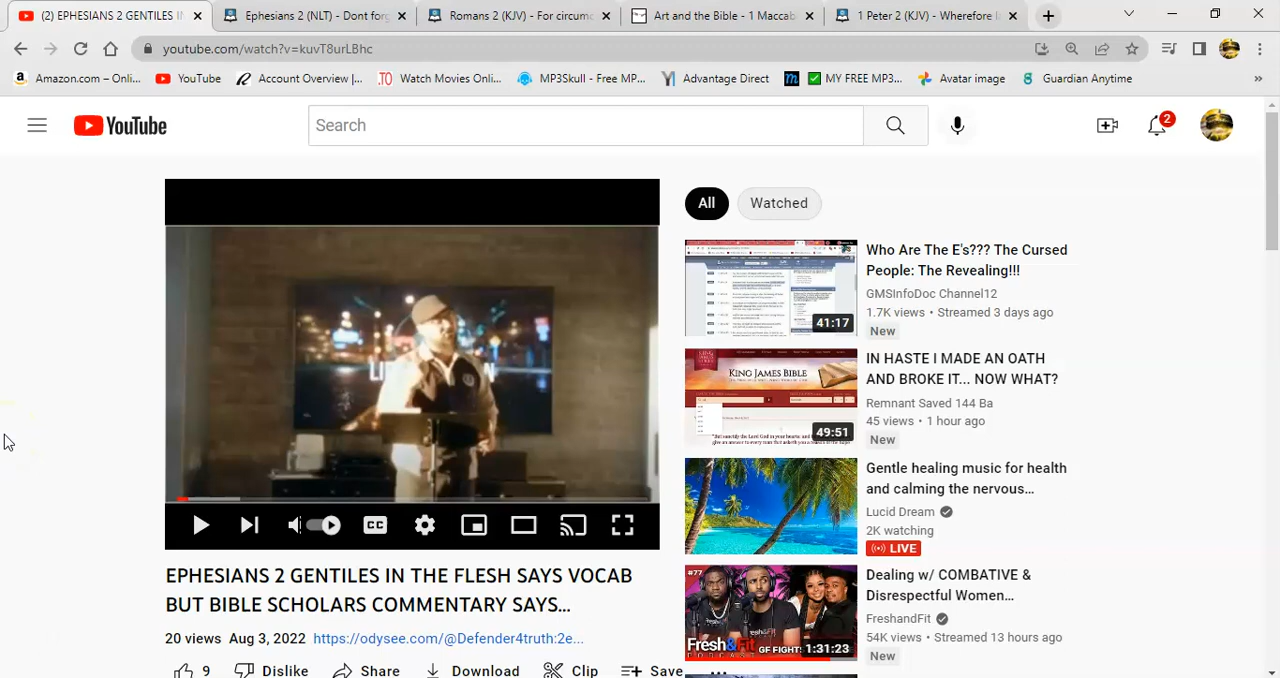 (2) EPHESIANS 2 GENTILES IN
Ephesians 2 (NLT) - Dont forg
Romans 2 (KJV) - For circumc
Art and the Bible - 1 Maccab
1 Peter 2 (KJV) - Wherefore l
youtube.com/watch?v=kuvT8urLBhc
Amazon.com – Onli...
YouTube
Account Overview |...
Watch Movies Onli...
MP3Skull - Free MP...
Advantage Direct
MY FREE MP3...
Avatar image
Guardian Anytime
»
YouTube
Search
2
All
Watched
Who Are The E's??? The Cursed
People: The Revealing!!!
GMSInfoDoc Channel12
1.7K views • Streamed 3 days ago
New
41:17
KING JAMES BIBLE
49:51
IN HASTE I MADE AN OATH
AND BROKE IT... NOW WHAT?
Remnant Saved 144 Ba
45 views • 1 hour ago
New
Gentle healing music for health
and calming the nervous...
Lucid Dream
2K watching
LIVE
#77
Fresh&Fit
PODCAST
GF FIGHTS
1:31:23
Dealing w/ COMBATIVE &
Disrespectful Women...
FreshandFit
54K views • Streamed 13 hours ago
New
CC
EPHESIANS 2 GENTILES IN THE FLESH SAYS VOCAB
BUT BIBLE SCHOLARS COMMENTARY SAYS...
20 views Aug 3, 2022 https://odysee.com/@Defender4truth:2e...
9 Dislike Share Download Clip Save ...